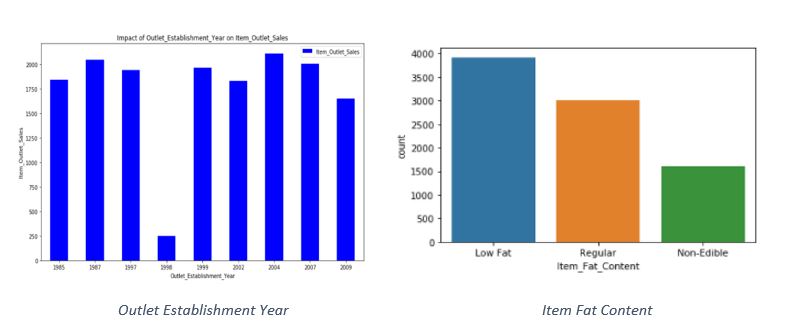 Impact of Outlet_Establishment_Year on Item_Outlet_Sales
Item_Outlet_Sales
2000
1750
1500
1250
1000
750
500
250
0
Item_Outlet_Sales
1985 1987 1997 1998 1999 2002 2004 2007 2009
Outlet_Establishment_Year
Outlet Establishment Year
4000
3500
3000
2500
2000
1500
1000
500
0
count
Low Fat Regular Non-Edible
Item_Fat_Content
Item Fat Content